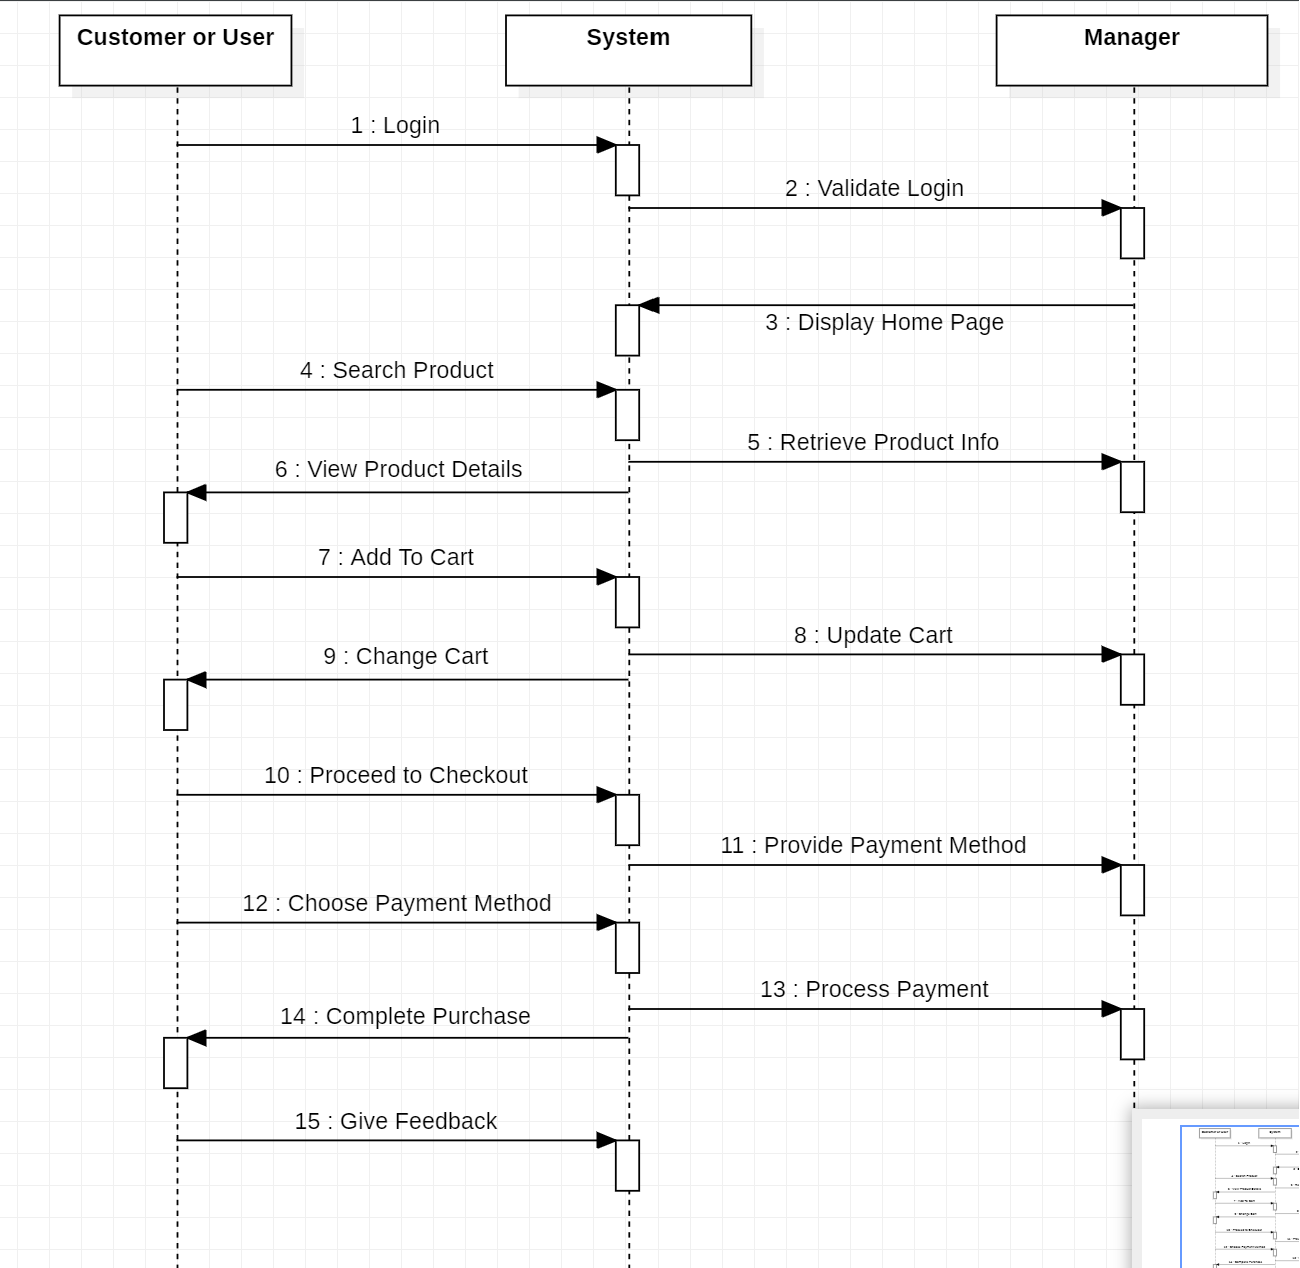 Customer or User
System
Manager
1 : Login
2 : Validate Login
3 : Display Home Page
4 : Search Product
5 : Retrieve Product Info
6 : View Product Details
7 : Add To Cart
8 : Update Cart
9 : Change Cart
10 : Proceed to Checkout
11 : Provide Payment Method
12 : Choose Payment Method
13 : Process Payment
14 : Complete Purchase
15 : Give Feedback